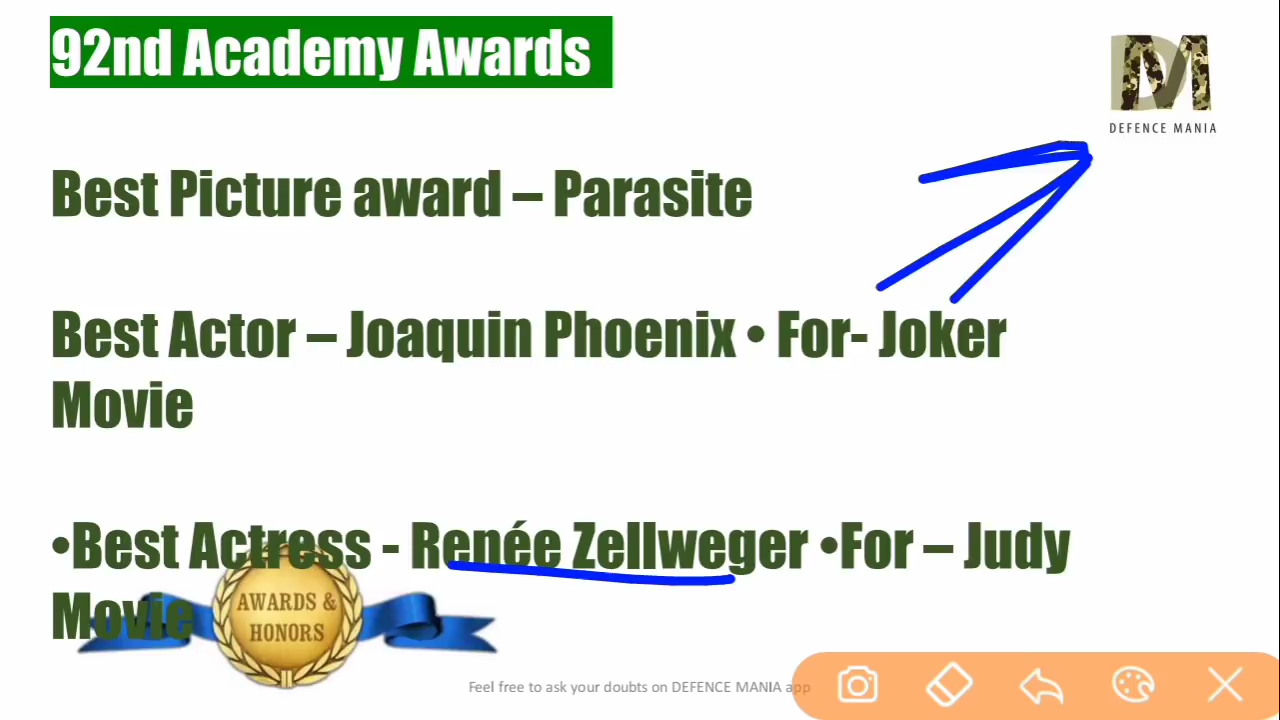 92nd Academy Awards
DEFENCE MANIA
Best Picture award – Parasite
Best Actor – Joaquin Phoenix • For- Joker
Movie
•Best Actress - Renée Zellweger •For – Judy
Movie
AWARDS &
HONORS
Feel free to ask your doubts on DEFENCE MANIA app